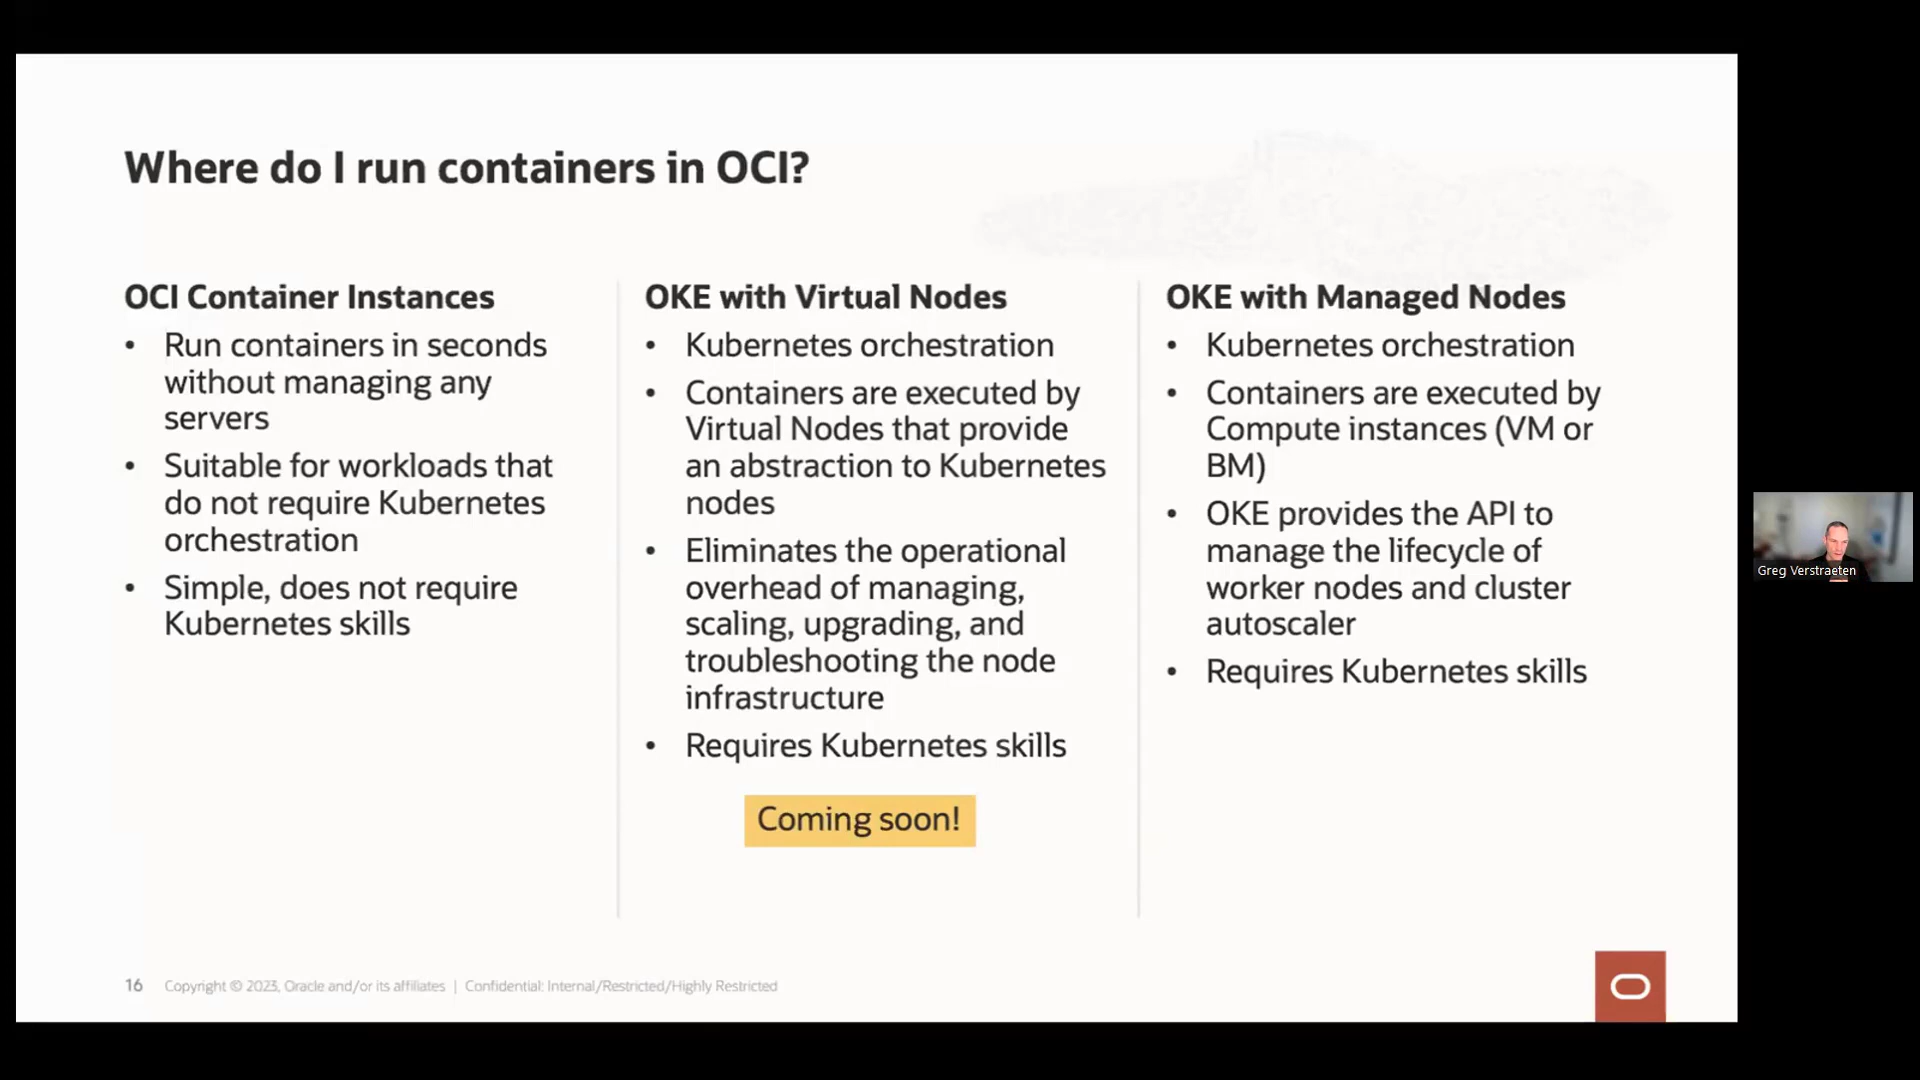 Where do I run containers in OCI?
OCI Container Instances
• Run containers in seconds
without managing any
servers
• Suitable for workloads that
do not require Kubernetes
orchestration
• Simple, does not require
Kubernetes skills
OKE with Virtual Nodes
• Kubernetes orchestration
• Containers are executed by
Virtual Nodes that provide
an abstraction to Kubernetes
nodes
• Eliminates the operational
overhead of managing,
scaling, upgrading, and
troubleshooting the node
infrastructure
• Requires Kubernetes skills
Coming soon!
OKE with Managed Nodes
• Kubernetes orchestration
• Containers are executed by
Compute instances (VM or
BM)
• OKE provides the API to
manage the lifecycle of
worker nodes and cluster
autoscaler
• Requires Kubernetes skills
Greg Verstraeten
16 Copyright © 2023, Oracle and/or its affiliates | Confidential: Internal/Restricted/Highly Restricted